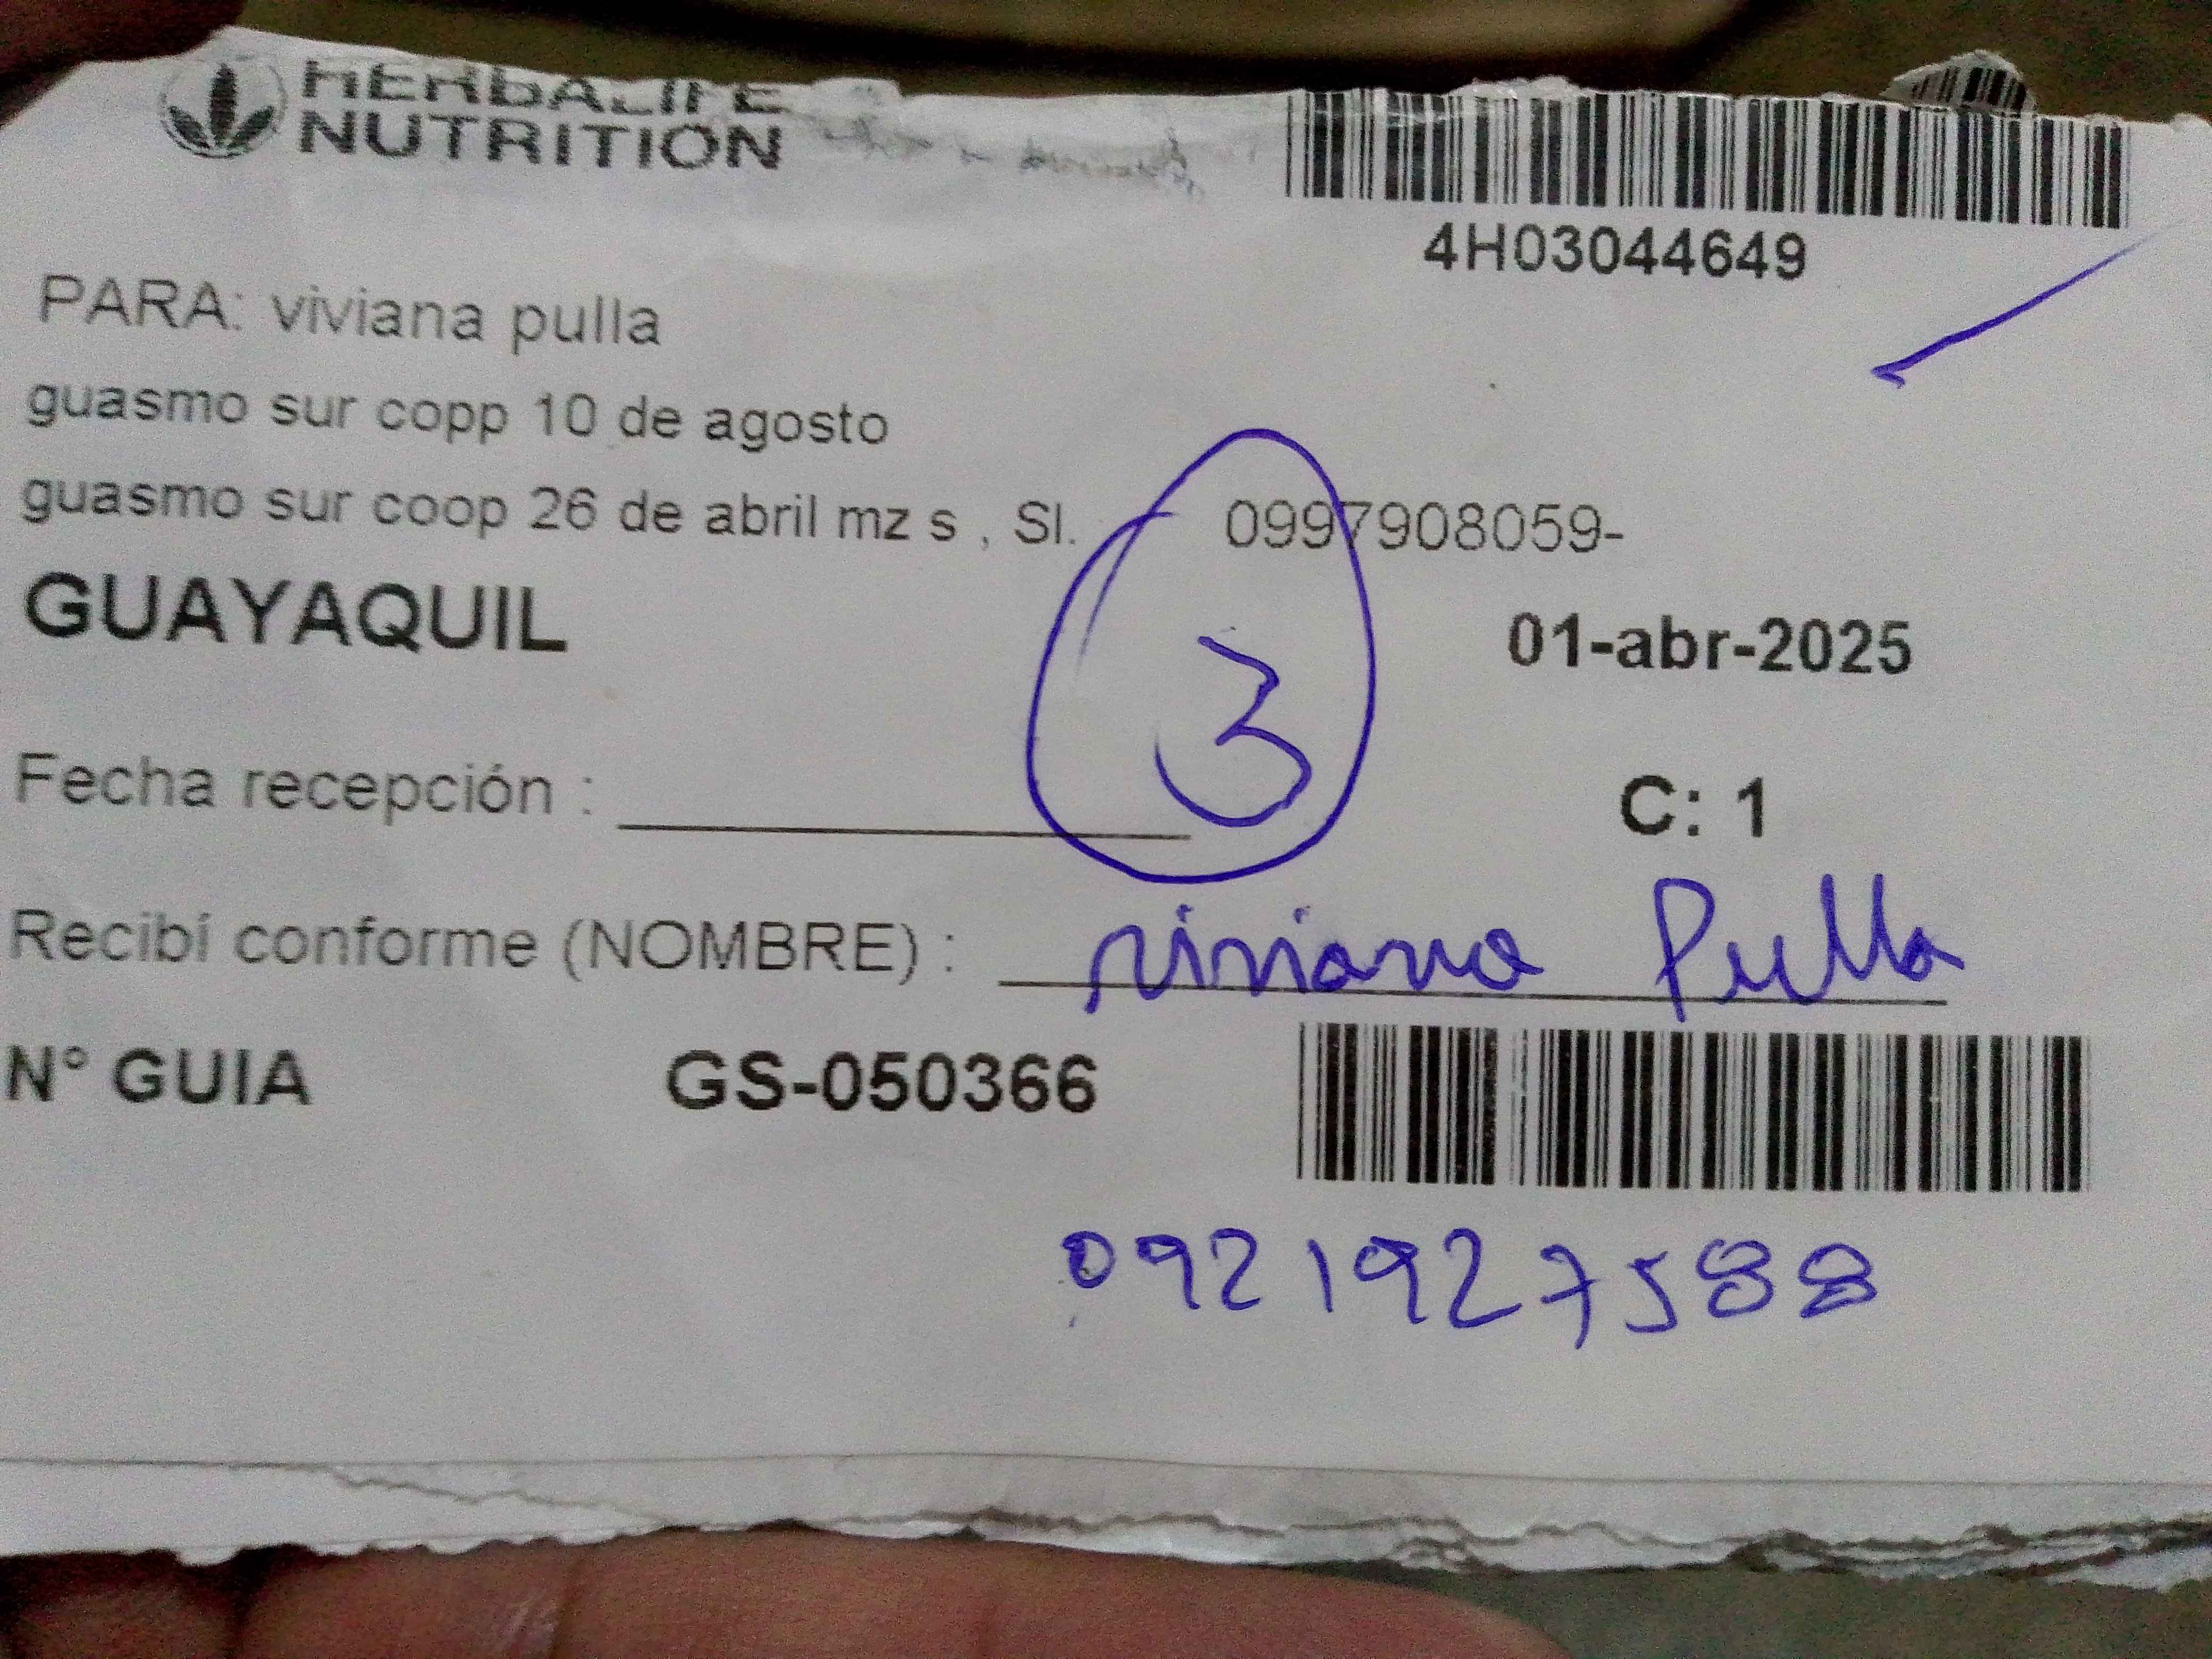 HERBALIFE
NUTRITION
4H03044649
PARA: viviana pulla
guasmo sur copp 10 de agosto
guasmo sur coop 26 de abril mz s , Sl. 0997908059-
GUAYAQUIL
01-abr-2025
3
Fecha recepción :
C: 1
Recibí conforme (NOMBRE) : viviana Pulla
N° GUIA GS-050366
0921927588